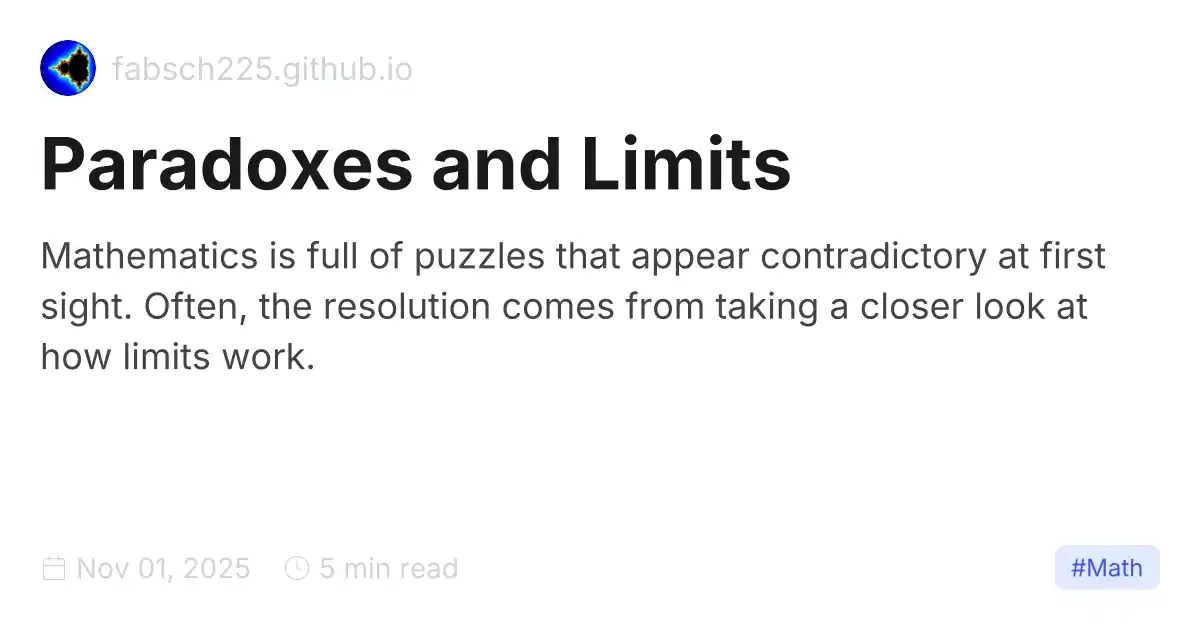 fabsch225.github.io
Paradoxes and Limits
Mathematics is full of puzzles that appear contradictory at first
sight. Often, the resolution comes from taking a closer look at
how limits work.
Nov 01, 2025 5 min read #Math